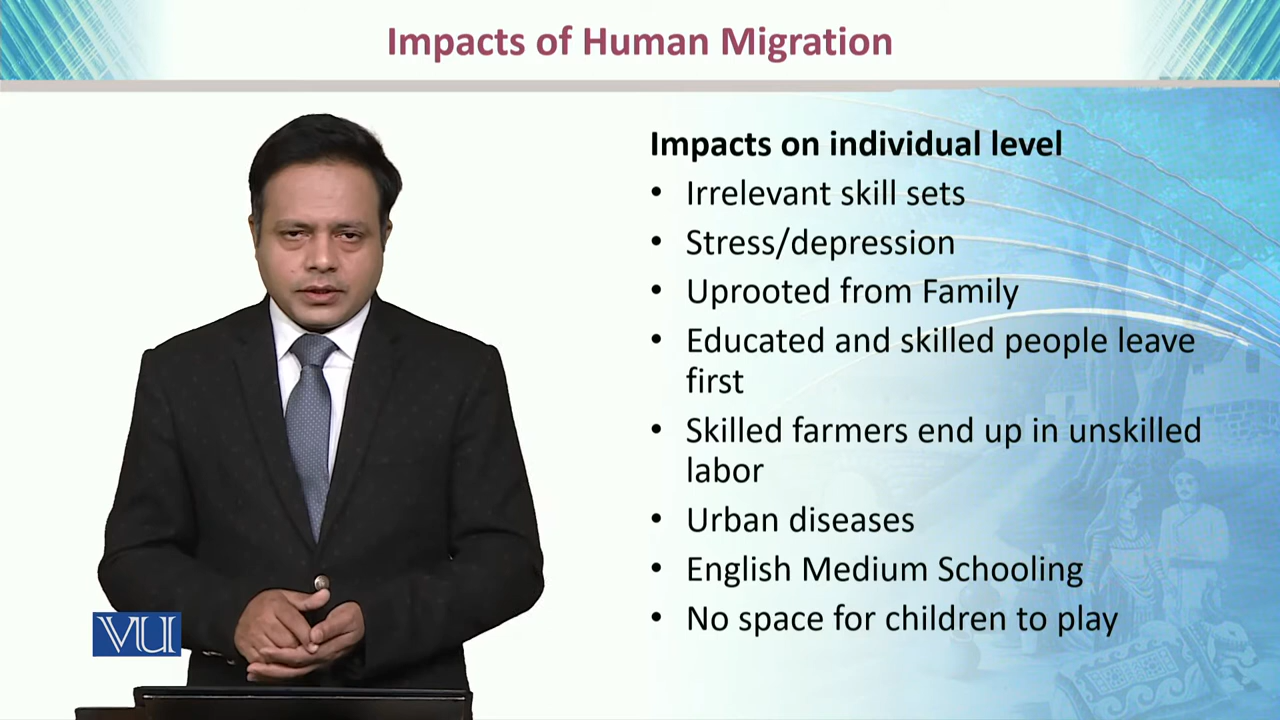 Impacts of Human Migration
Impacts on individual level
• Irrelevant skill sets
• Stress/depression
• Uprooted from Family
• Educated and skilled people leave
first
• Skilled farmers end up in unskilled
labor
• Urban diseases
• English Medium Schooling
• No space for children to play
VU